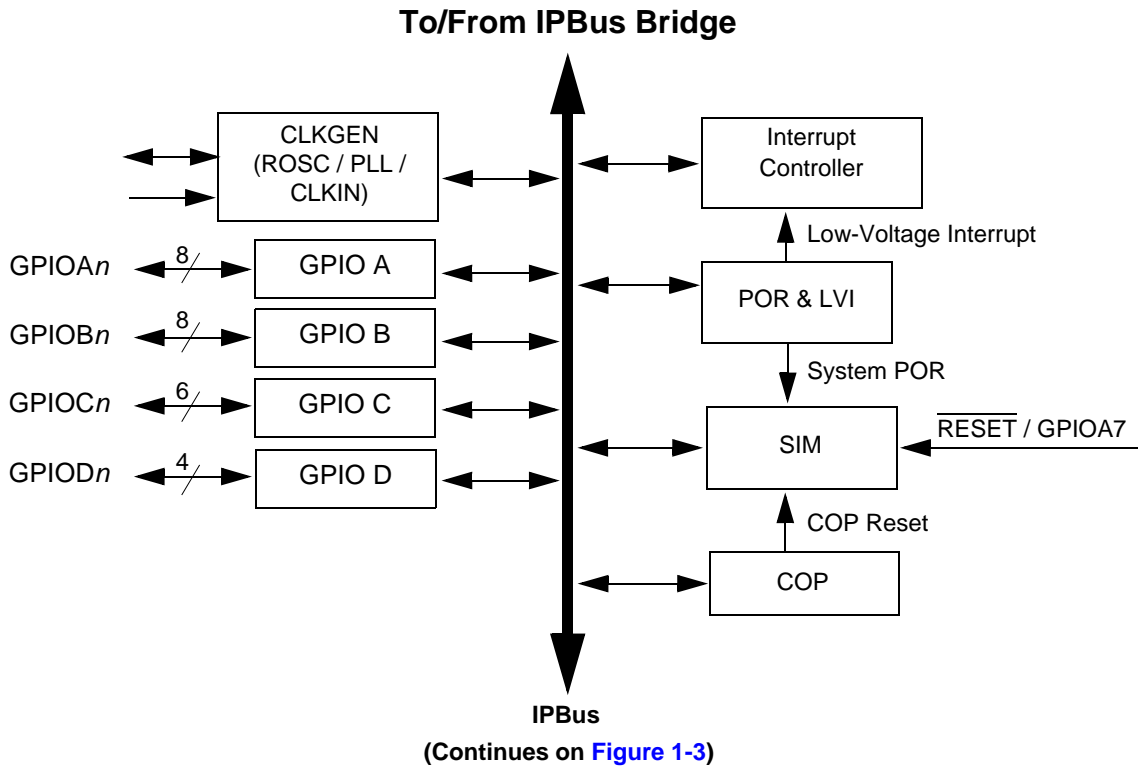 To/From IPBus Bridge
CLKGEN
(ROSC / PLL /
CLKIN)
Interrupt
Controller
Low-Voltage Interrupt
GPIOAn
8
GPIO A
POR & LVI
GPIOBn
8
GPIO B
System POR
GPIOCn
6
GPIO C
SIM
RESET / GPIOA7
GPIODn
4
GPIO D
COP Reset
COP
IPBus
(Continues on Figure 1-3)